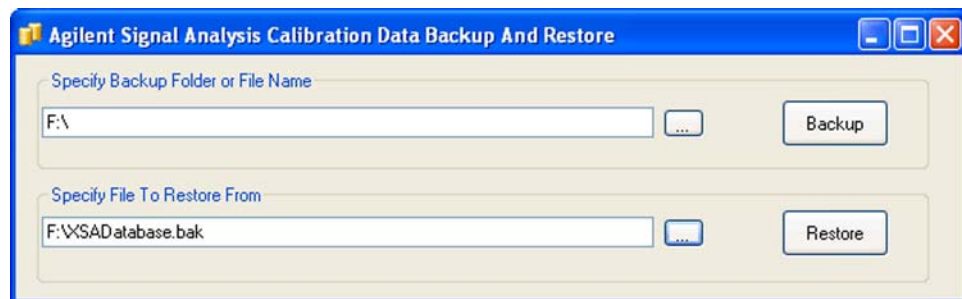 Agilent Signal Analysis Calibration Data Backup And Restore
Specify Backup Folder or File Name
F:\
...
Backup
Specify File To Restore From
F:\XSADatabase.bak
...
Restore